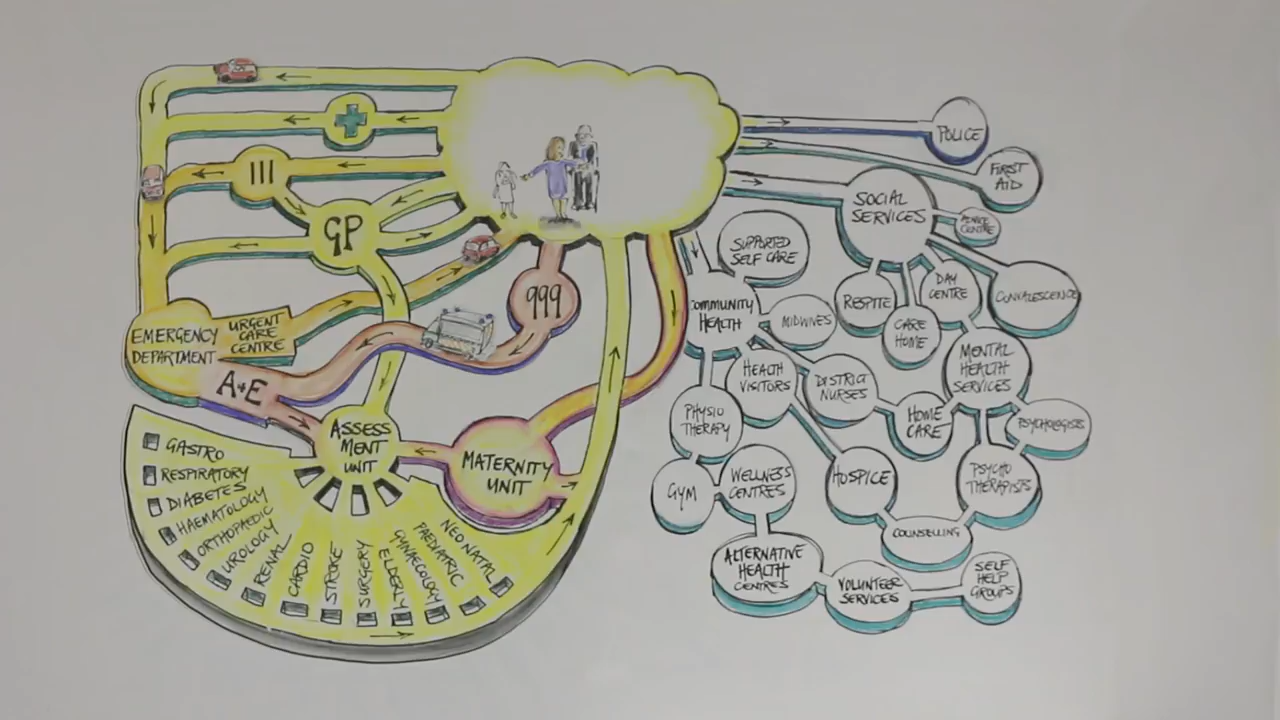 POLICE
FIRST
AID
111
SOCIAL
SERVICES
GP
ADVICE
CENTRE
SUPPORTED
SELF CARE
DAY
CENTRE
CONVALESCENCE
RESPITE
999
COMMUNITY
HEALTH
MIDWIVES
CARE
HOME
EMERGENCY
DEPARTMENT
URGENT
CARE
CENTRE
MENTAL
HEALTH
SERVICES
A+E
HEALTH
VISITORS
DISTRICT
NURSES
PHYSIO
THERAPY
HOME
CARE
PSYCHOLOGISTS
ASSESS
MENT
UNIT
MATERNITY
UNIT
GYM
WELLNESS
CENTRES
HOSPICE
PSYCHO
THERAPISTS
COUNSELLING
ALTERNATIVE
HEALTH
CENTRES
VOLUNTEER
SERVICES
SELF
HELP
GROUPS
GASTRO
RESPIRATORY
DIABETES
HAEMATOLOGY
ORTHOPAEDIC
UROLOGY
RENAL
CARDIO
STROKE
SURGERY
ELDERLY
GYNAECOLOGY
PAEDIATRIC
NEO NATAL